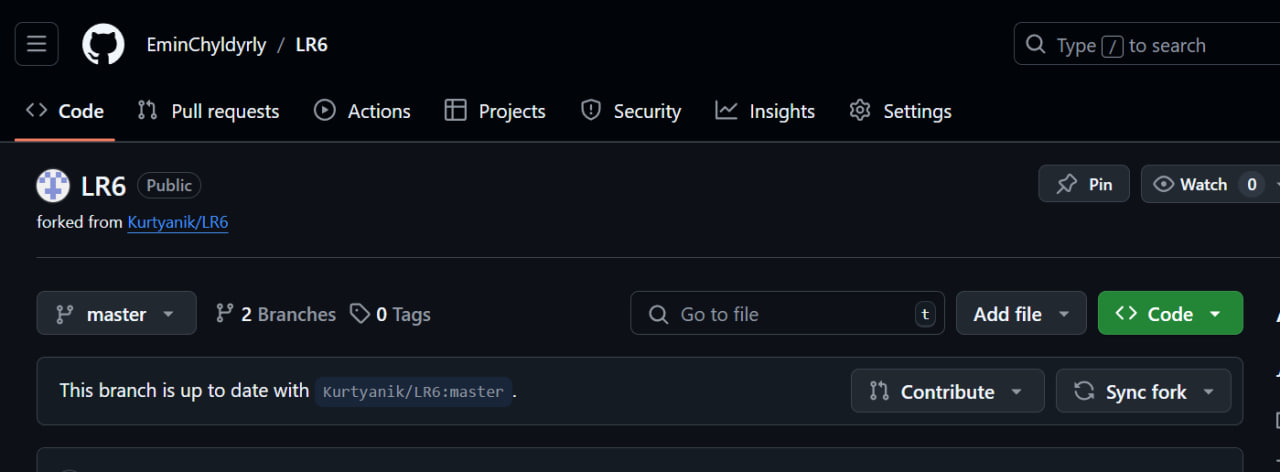 EminChyldyrly / LR6
Type / to search
Code Pull requests Actions Projects Security Insights Settings
LR6 Public
Pin Watch 0
forked from Kurtyanik/LR6
master 2 Branches 0 Tags
Go to file t
Add file Code
This branch is up to date with Kurtyanik/LR6:master.
Contribute Sync fork